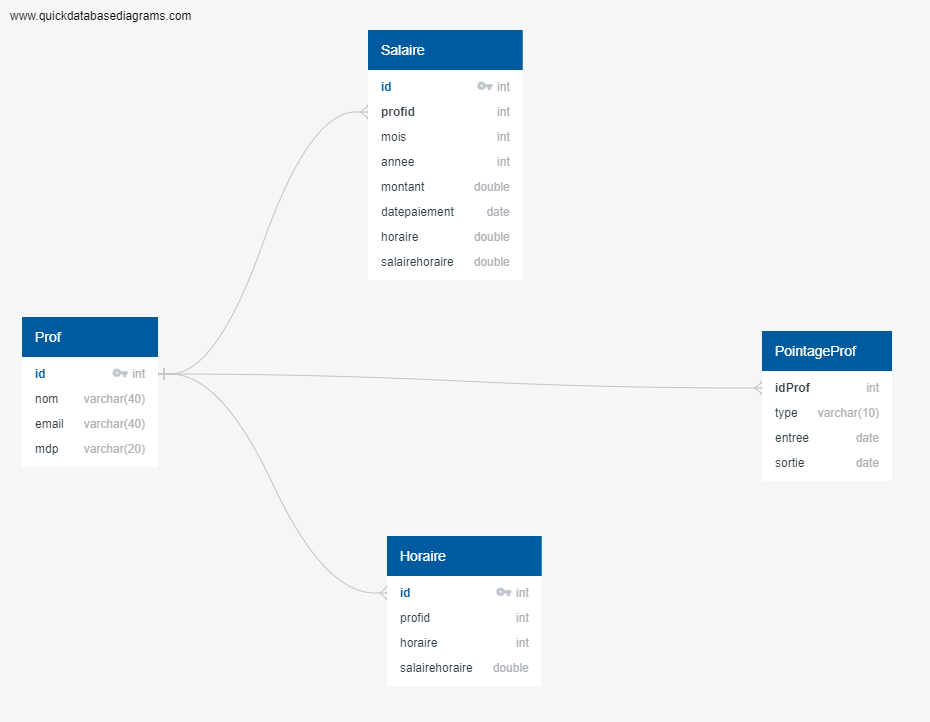 www.quickdatabasediagrams.com
Salaire
id int
profid int
mois int
annee int
montant double
datepaiement date
horaire double
salairehoraire double
Prof
id int
nom varchar(40)
email varchar(40)
mdp varchar(20)
PointageProf
idProf int
type varchar(10)
entree date
sortie date
Horaire
id int
profid int
horaire int
salairehoraire double